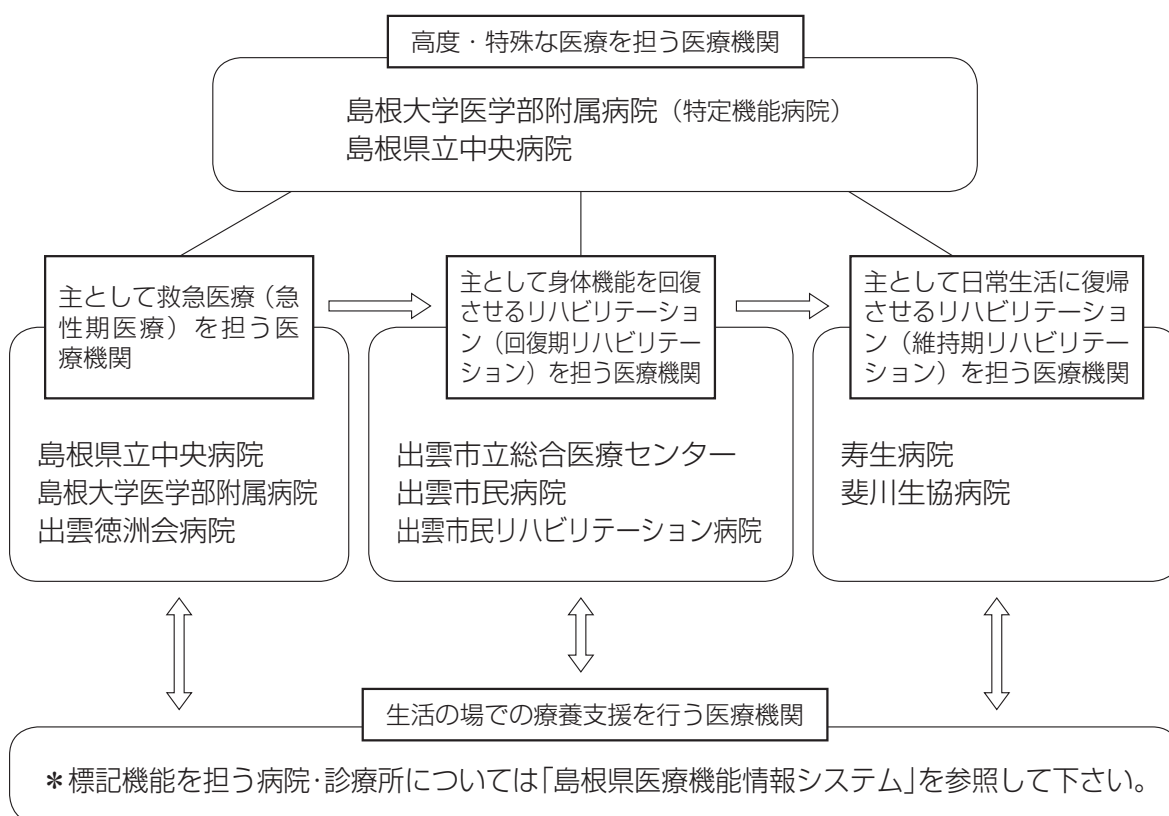 高度・特殊な医療を担う医療機関
島根大学医学部附属病院（特定機能病院）
島根県立中央病院
主として救急医療（急
性期医療）を担う医
療機関
島根県立中央病院
島根大学医学部附属病院
出雲徳洲会病院
主として身体機能を回復
させるリハビリテーショ
ン（回復期リハビリテー
ション）を担う医療機関
出雲市立総合医療センター
出雲市民病院
出雲市民リハビリテーション病院
主として日常生活に復帰
させるリハビリテーショ
ン（維持期リハビリテー
ション）を担う医療機関
寿生病院
斐川生協病院
生活の場での療養支援を行う医療機関
＊標記機能を担う病院・診療所については「島根県医療機能情報システム」を参照して下さい。